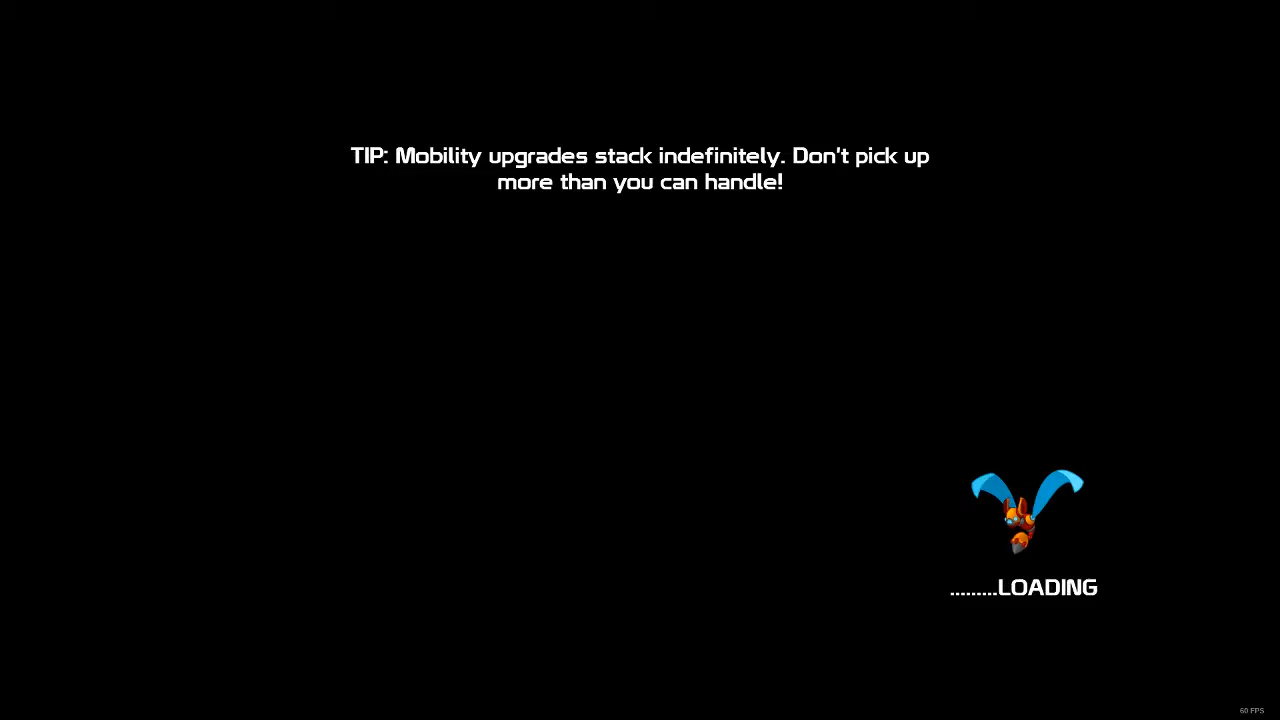 TIP: Mobility upgrades stack indefinitely. Don't pick up
more than you can handle!
.........LOADING
60 FPS